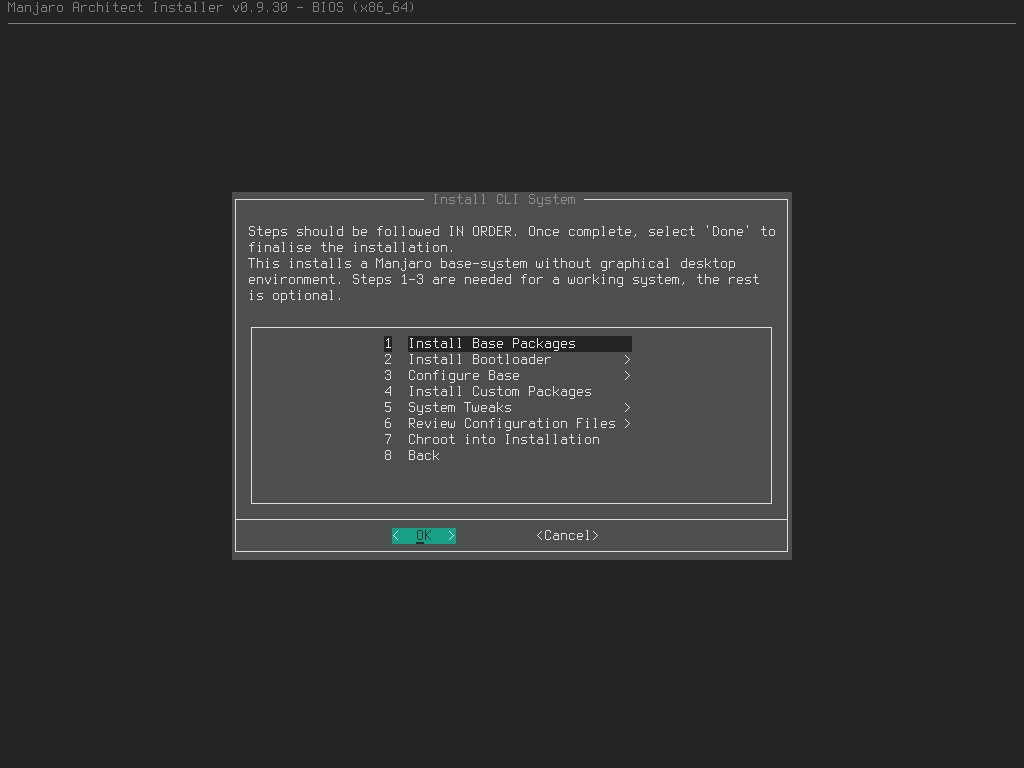 Manjaro Architect Installer v0.9.30 - BIOS (x86_64)
Install CLI System
Steps should be followed IN ORDER. Once complete, select 'Done' to
finalise the installation.
This installs a Manjaro base-system without graphical desktop
environment. Steps 1-3 are needed for a working system, the rest
is optional.
1 Install Base Packages
2 Install Bootloader >
3 Configure Base >
4 Install Custom Packages
5 System Tweaks >
6 Review Configuration Files >
7 Chroot into Installation
8 Back
< OK > <Cancel>